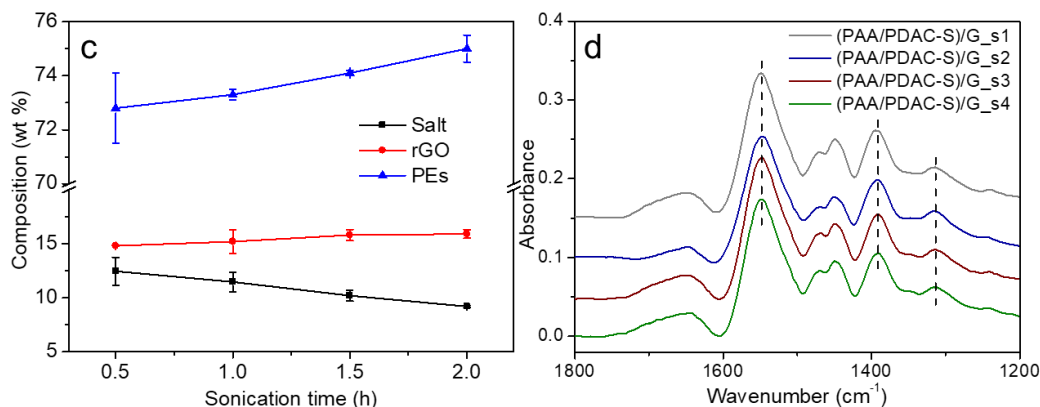 c
Composition (wt %)
76
74
72
70
15
10
5
Salt
rGO
PEs
0.5
1.0
1.5
2.0
Sonication time (h)
d
Absorbance
0.4
0.3
0.2
0.1
0.0
(PAA/PDAC-S)/G_s1
(PAA/PDAC-S)/G_s2
(PAA/PDAC-S)/G_s3
(PAA/PDAC-S)/G_s4
1800
1600
1400
1200
Wavenumber (cm⁻¹)